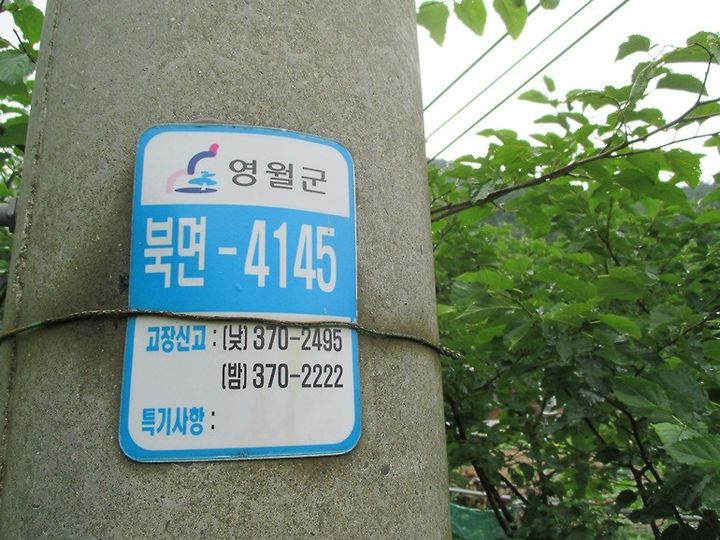 영월군
북면-4145
고장신고 : (낮) 370-2495
(밤) 370-2222
특기사항 :